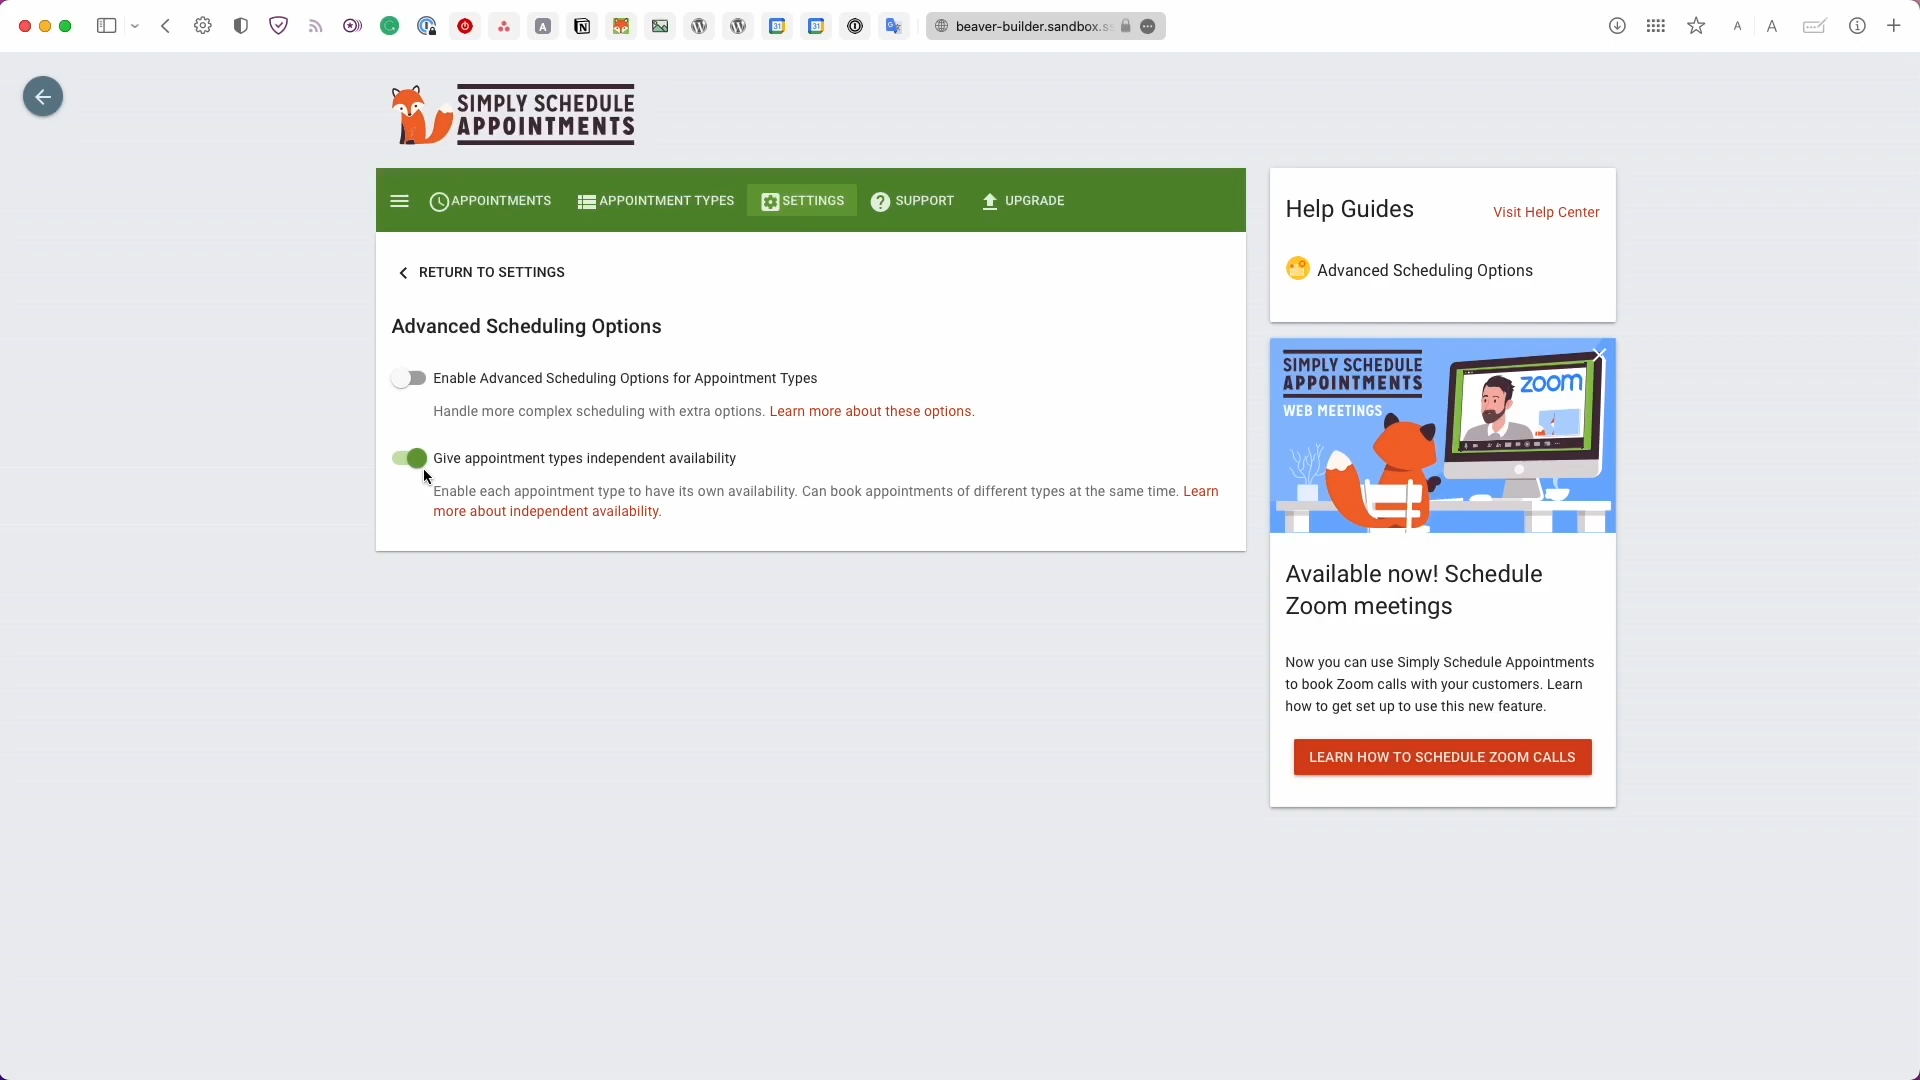 beaver-builder.sandbox.s
A
A
SIMPLY SCHEDULE
APPOINTMENTS
APPOINTMENTS
APPOINTMENT TYPES
SETTINGS
SUPPORT
UPGRADE
RETURN TO SETTINGS
Advanced Scheduling Options
Enable Advanced Scheduling Options for Appointment Types
Handle more complex scheduling with extra options. Learn more about these options.
Give appointment types independent availability
Enable each appointment type to have its own availability. Can book appointments of different types at the same time. Learn
more about independent availability.
Help Guides
Visit Help Center
Advanced Scheduling Options
SIMPLY SCHEDULE
APPOINTMENTS
WEB MEETINGS
zoom
Available now! Schedule
Zoom meetings
Now you can use Simply Schedule Appointments
to book Zoom calls with your customers. Learn
how to get set up to use this new feature.
LEARN HOW TO SCHEDULE ZOOM CALLS